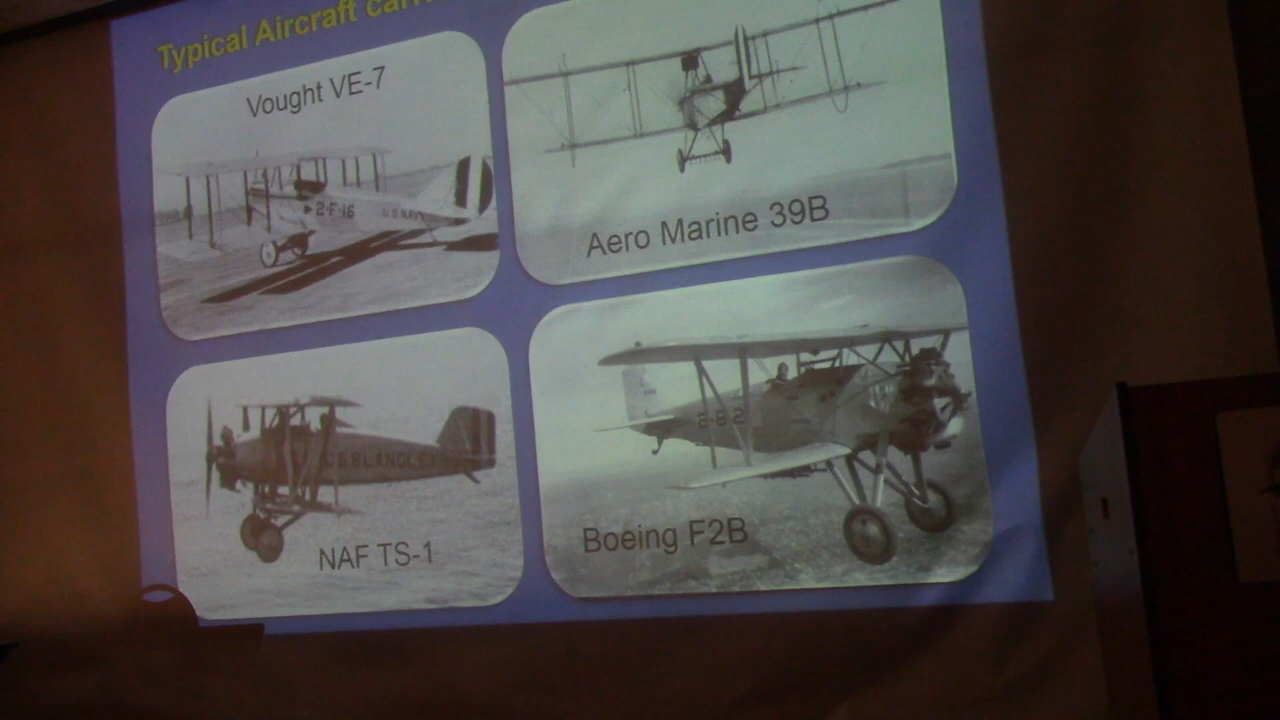 Typical Aircraft
Vought VE-7
2-F-16
U S NAVY
Aero Marine 39B
U S S LANGLEY
NAF TS-1
2-B-2
Boeing F2B